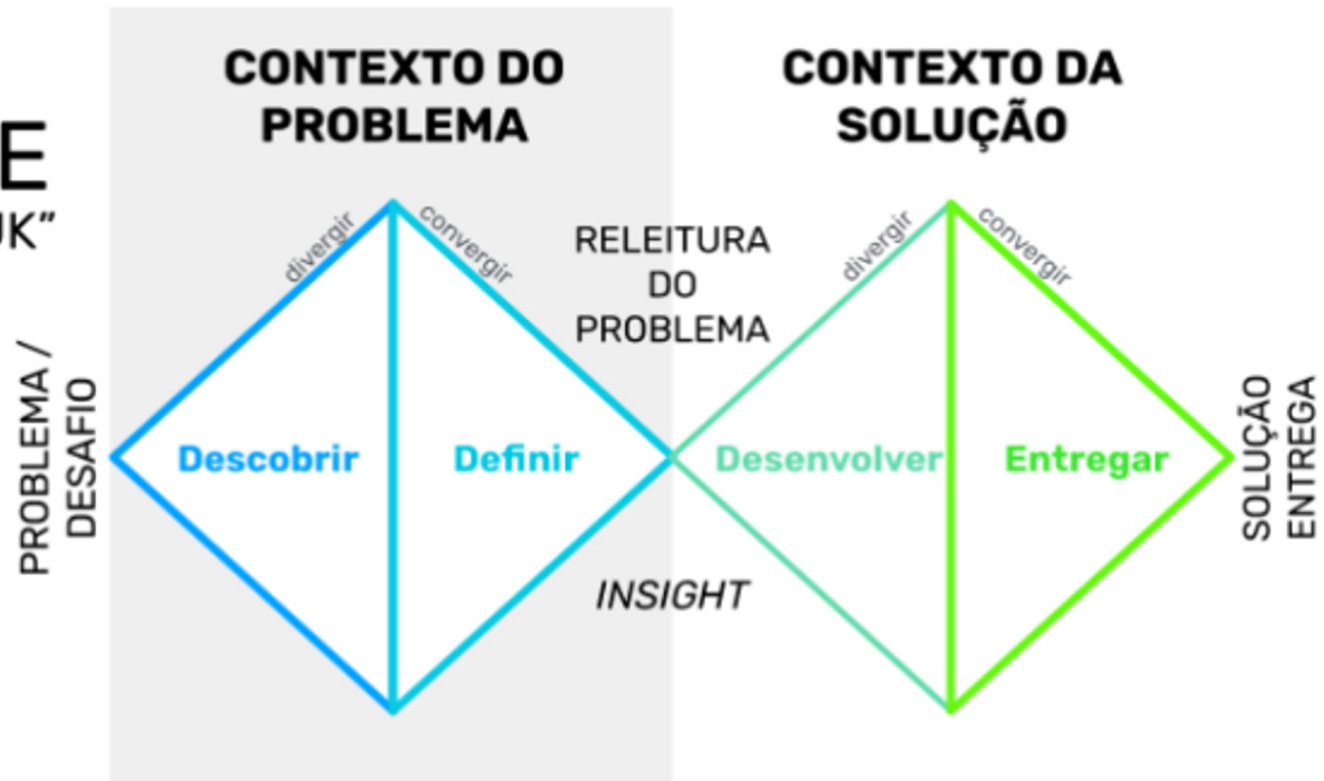 CONTEXTO DO
PROBLEMA
CONTEXTO DA
SOLUÇÃO
E
UK”
divergir
convergir
RELEITURA
DO
PROBLEMA
divergir
convergir
PROBLEMA /
DESAFIO
Descobrir
Definir
Desenvolver
Entregar
SOLUÇÃO
ENTREGA
INSIGHT